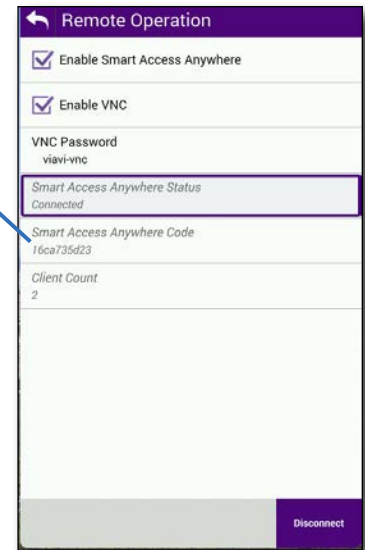 Remote Operation
Enable Smart Access Anywhere
Enable VNC
VNC Password
viavi-vnc
Smart Access Anywhere Status
Connected
Smart Access Anywhere Code
16ca735d23
Client Count
2
Disconnect